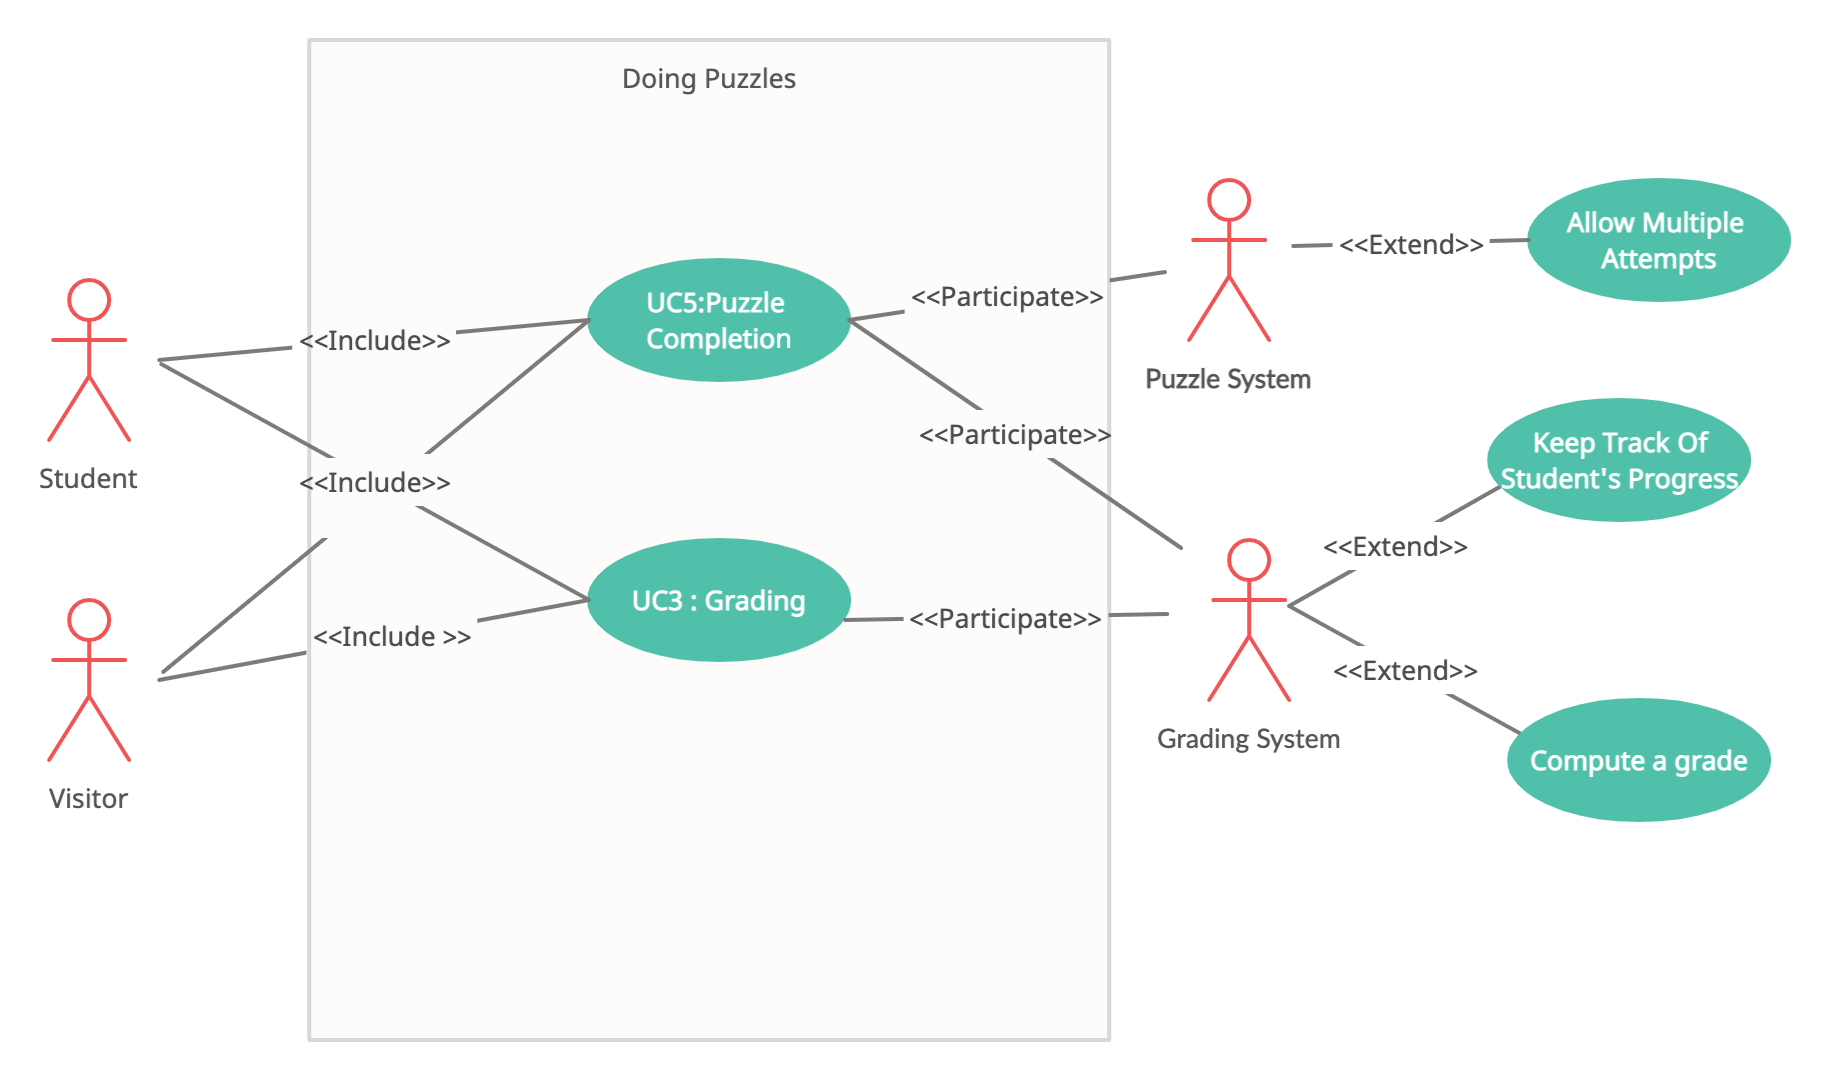 Doing Puzzles
Student
Visitor
<<Include>>
<<Include>>
<<Include >>
UC5:Puzzle
Completion
UC3 : Grading
<<Participate>>
<<Participate>>
<<Participate>>
Puzzle System
Grading System
<<Extend>>
<<Extend>>
<<Extend>>
Allow Multiple
Attempts
Keep Track Of
Student's Progress
Compute a grade